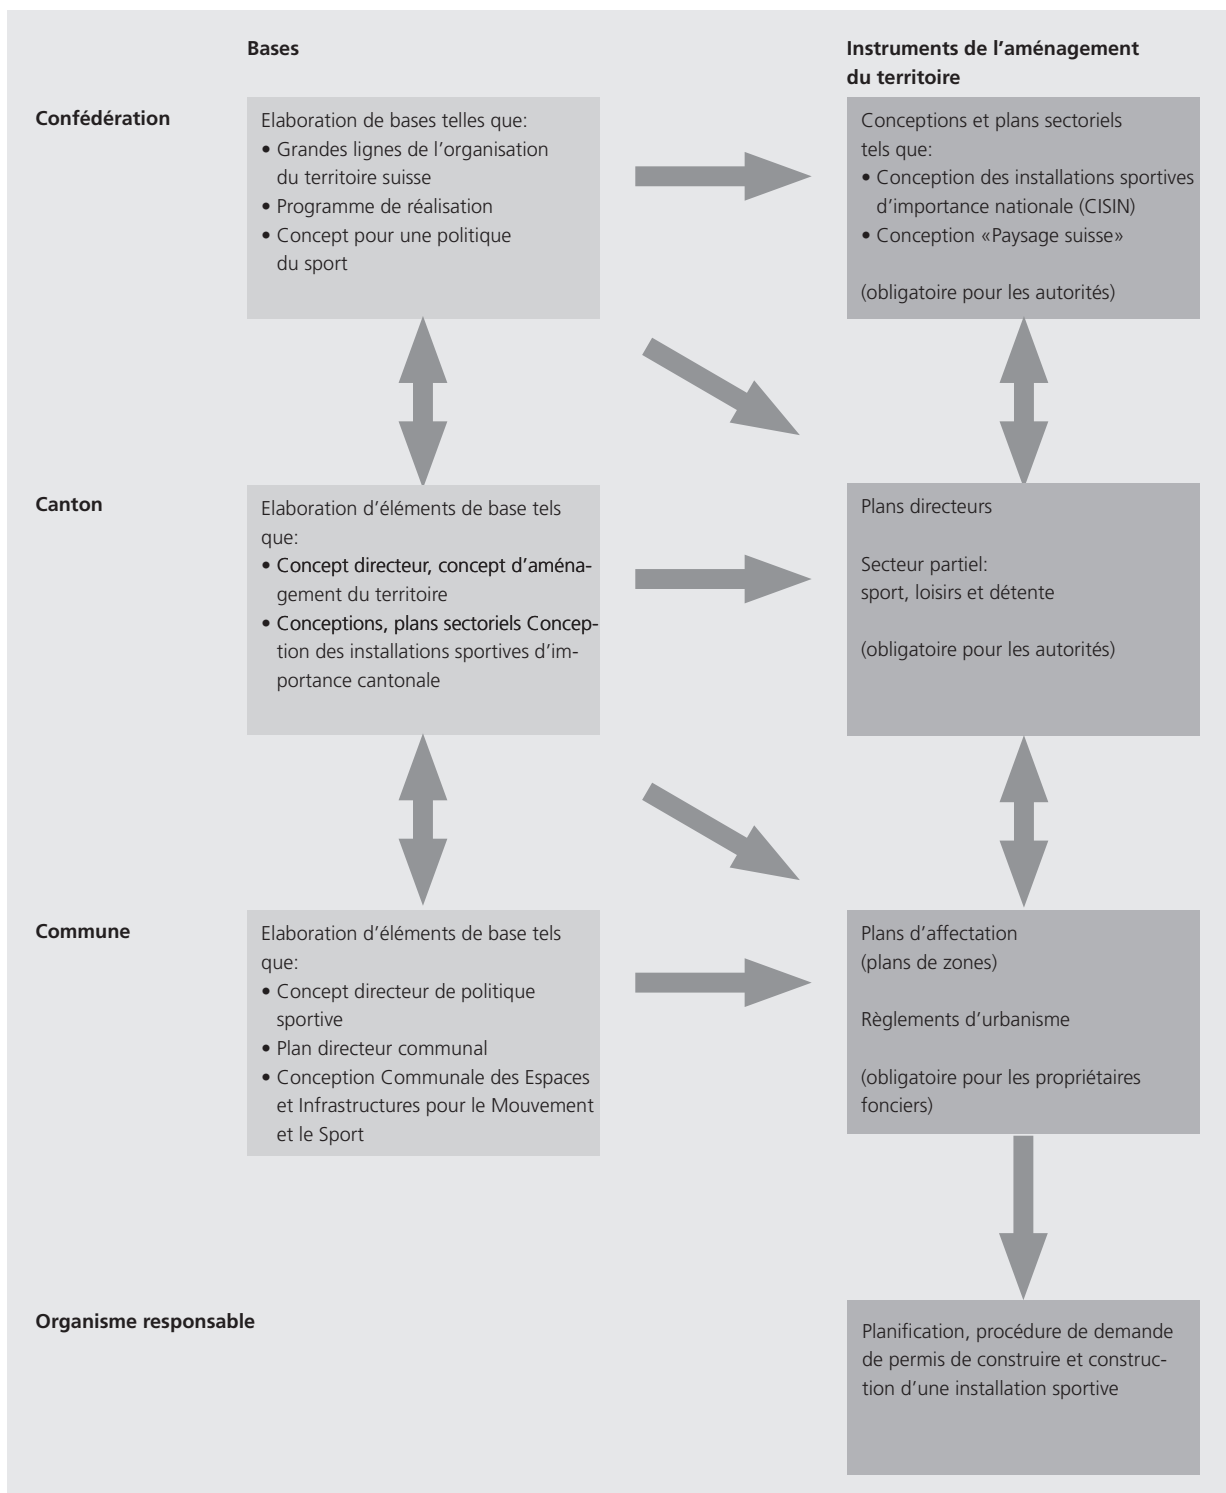 Bases
Instruments de l'aménagement
du territoire
Confédération
Elaboration de bases telles que:
• Grandes lignes de l'organisation
du territoire suisse
• Programme de réalisation
• Concept pour une politique
du sport
Conceptions et plans sectoriels
tels que:
• Conception des installations sportives
d'importance nationale (CISIN)
• Conception «Paysage suisse»
(obligatoire pour les autorités)
Canton
Elaboration d'éléments de base tels
que:
• Concept directeur, concept d'aména-
gement du territoire
• Conceptions, plans sectoriels Concep-
tion des installations sportives d'im-
portance cantonale
Plans directeurs
Secteur partiel:
sport, loisirs et détente
(obligatoire pour les autorités)
Commune
Elaboration d'éléments de base tels
que:
• Concept directeur de politique
sportive
• Plan directeur communal
• Conception Communale des Espaces
et Infrastructures pour le Mouvement
et le Sport
Plans d'affectation
(plans de zones)
Règlements d'urbanisme
(obligatoire pour les propriétaires
fonciers)
Organisme responsable
Planification, procédure de demande
de permis de construire et construc-
tion d'une installation sportive